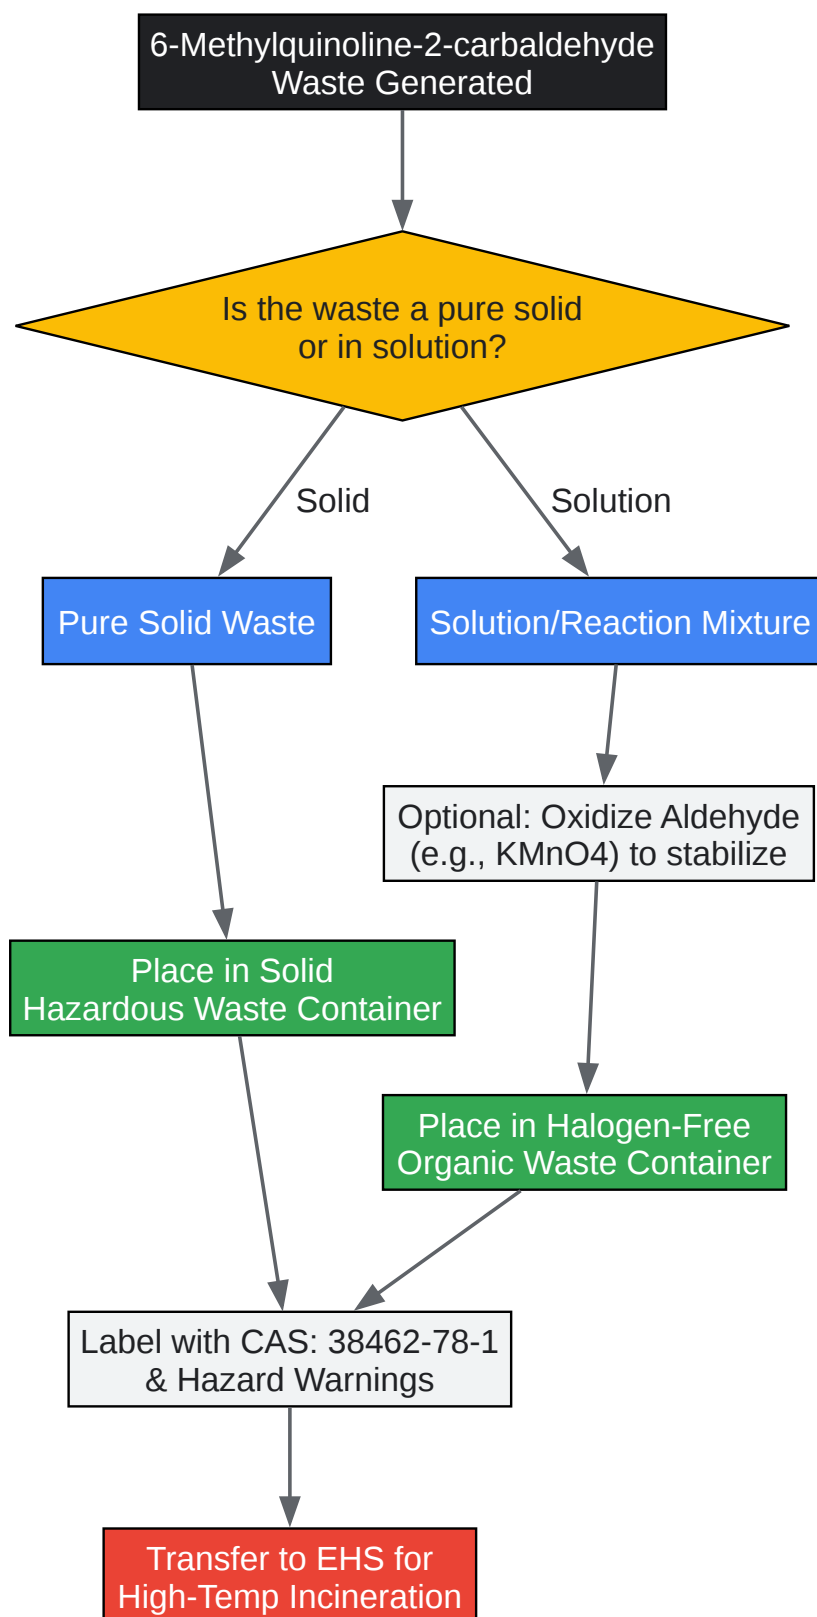 6-Methylquinoline-2-carbaldehyde
Waste Generated
Is the waste a pure solid
or in solution?
Solid
Solution
Pure Solid Waste
Solution/Reaction Mixture
Optional: Oxidize Aldehyde
(e.g., KMnO4) to stabilize
Place in Solid
Hazardous Waste Container
Place in Halogen-Free
Organic Waste Container
Label with CAS: 38462-78-1
& Hazard Warnings
Transfer to EHS for
High-Temp Incineration